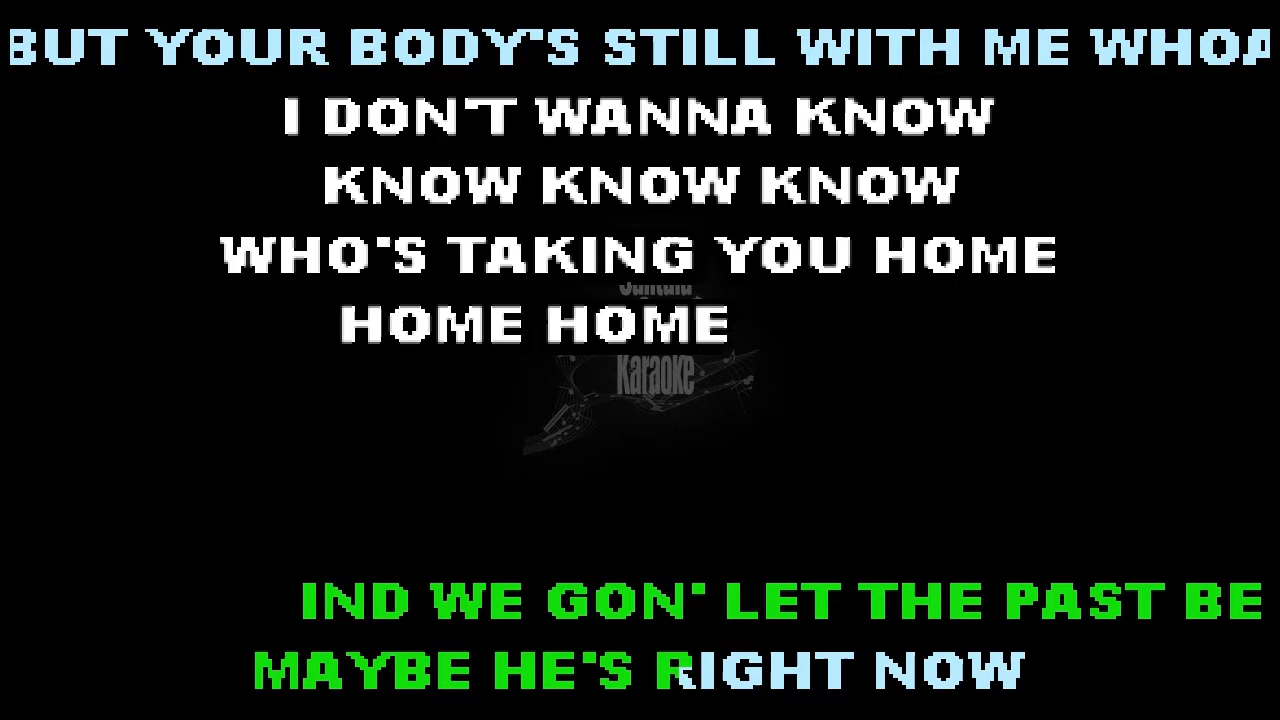 BUT YOUR BODY'S STILL WITH ME WHOA
I DON'T WANNA KNOW
KNOW KNOW KNOW
WHO'S TAKING YOU HOME
HOME HOME
Karaoke
IND WE GON' LET THE PAST BE
MAYBE HE'S RIGHT NOW